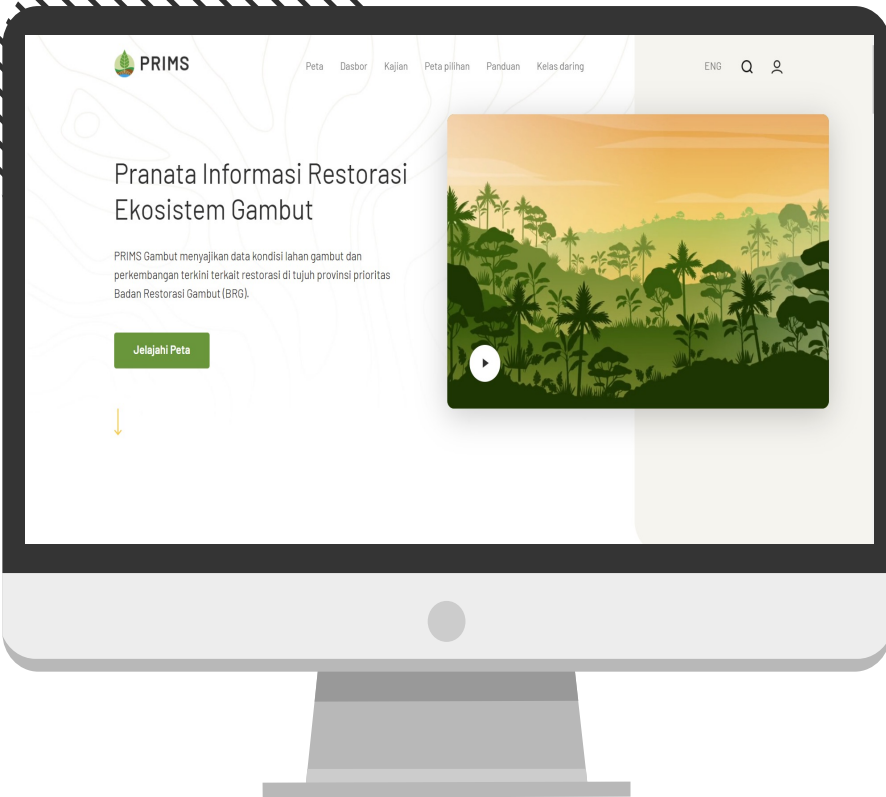 PRIMS
Peta Dasbor Kajian Peta pilihan Panduan Kelas daring ENG
Pranata Informasi Restorasi
Ekosistem Gambut
PRIMS Gambut menyajikan data kondisi lahan gambut dan
perkembangan terkini terkait restorasi di tujuh provinsi prioritas
Badan Restorasi Gambut (BRG).
Jelajahi Peta